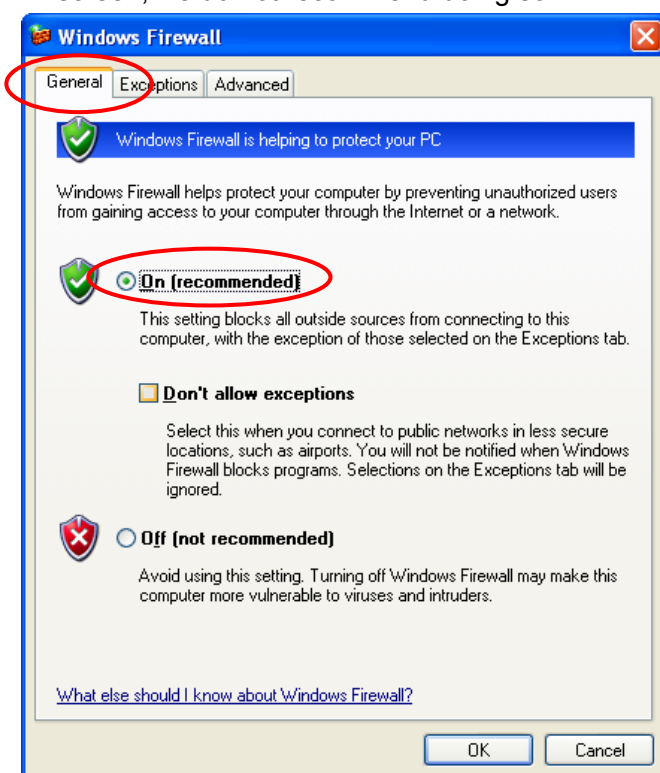 Windows Firewall
General Exceptions Advanced
Windows Firewall is helping to protect your PC
Windows Firewall helps protect your computer by preventing unauthorized users
from gaining access to your computer through the Internet or a network.
On (recommended)
This setting blocks all outside sources from connecting to this
computer, with the exception of those selected on the Exceptions tab.
Don't allow exceptions
Select this when you connect to public networks in less secure
locations, such as airports. You will not be notified when Windows
Firewall blocks programs. Selections on the Exceptions tab will be
ignored.
Off (not recommended)
Avoid using this setting. Turning off Windows Firewall may make this
computer more vulnerable to viruses and intruders.
What else should I know about Windows Firewall?
OK Cancel